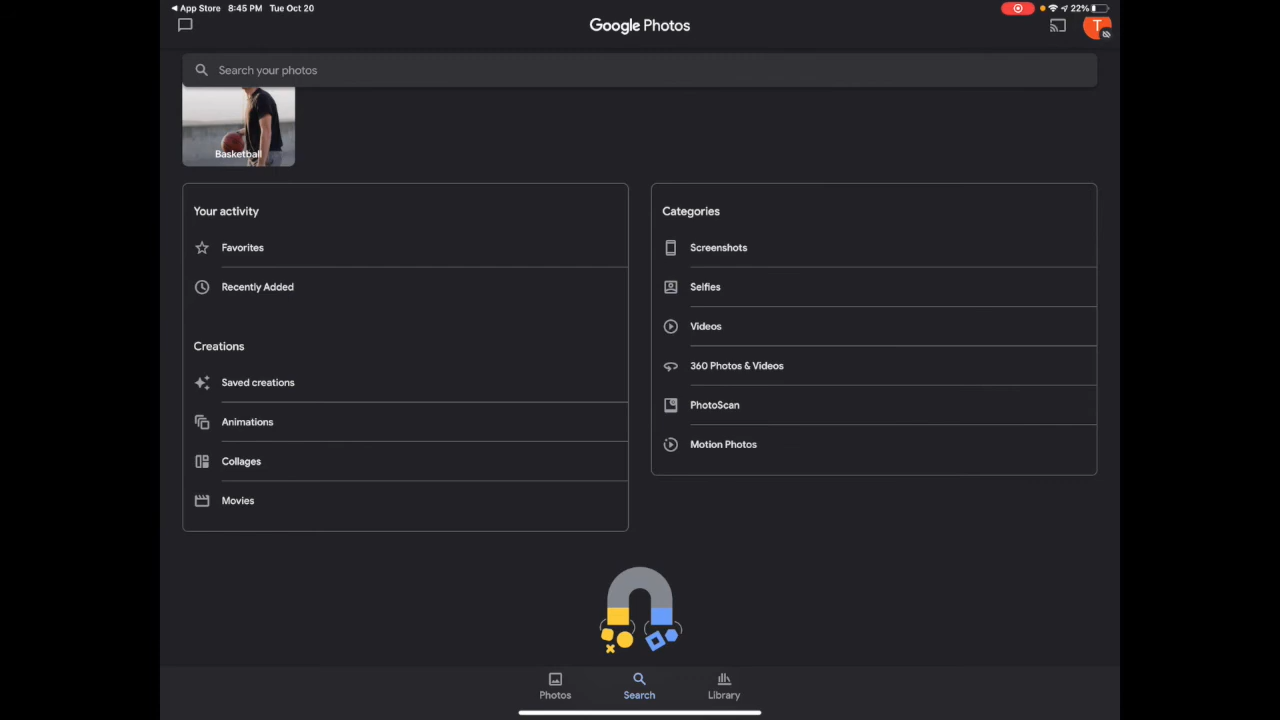 App Store 8:45 PM Tue Oct 20
22%
Google Photos
T
Search your photos
Basketball
Your activity
Favorites
Recently Added
Creations
Saved creations
Animations
Collages
Movies
Categories
Screenshots
Selfies
Videos
360 Photos & Videos
PhotoScan
Motion Photos
Photos
Search
Library